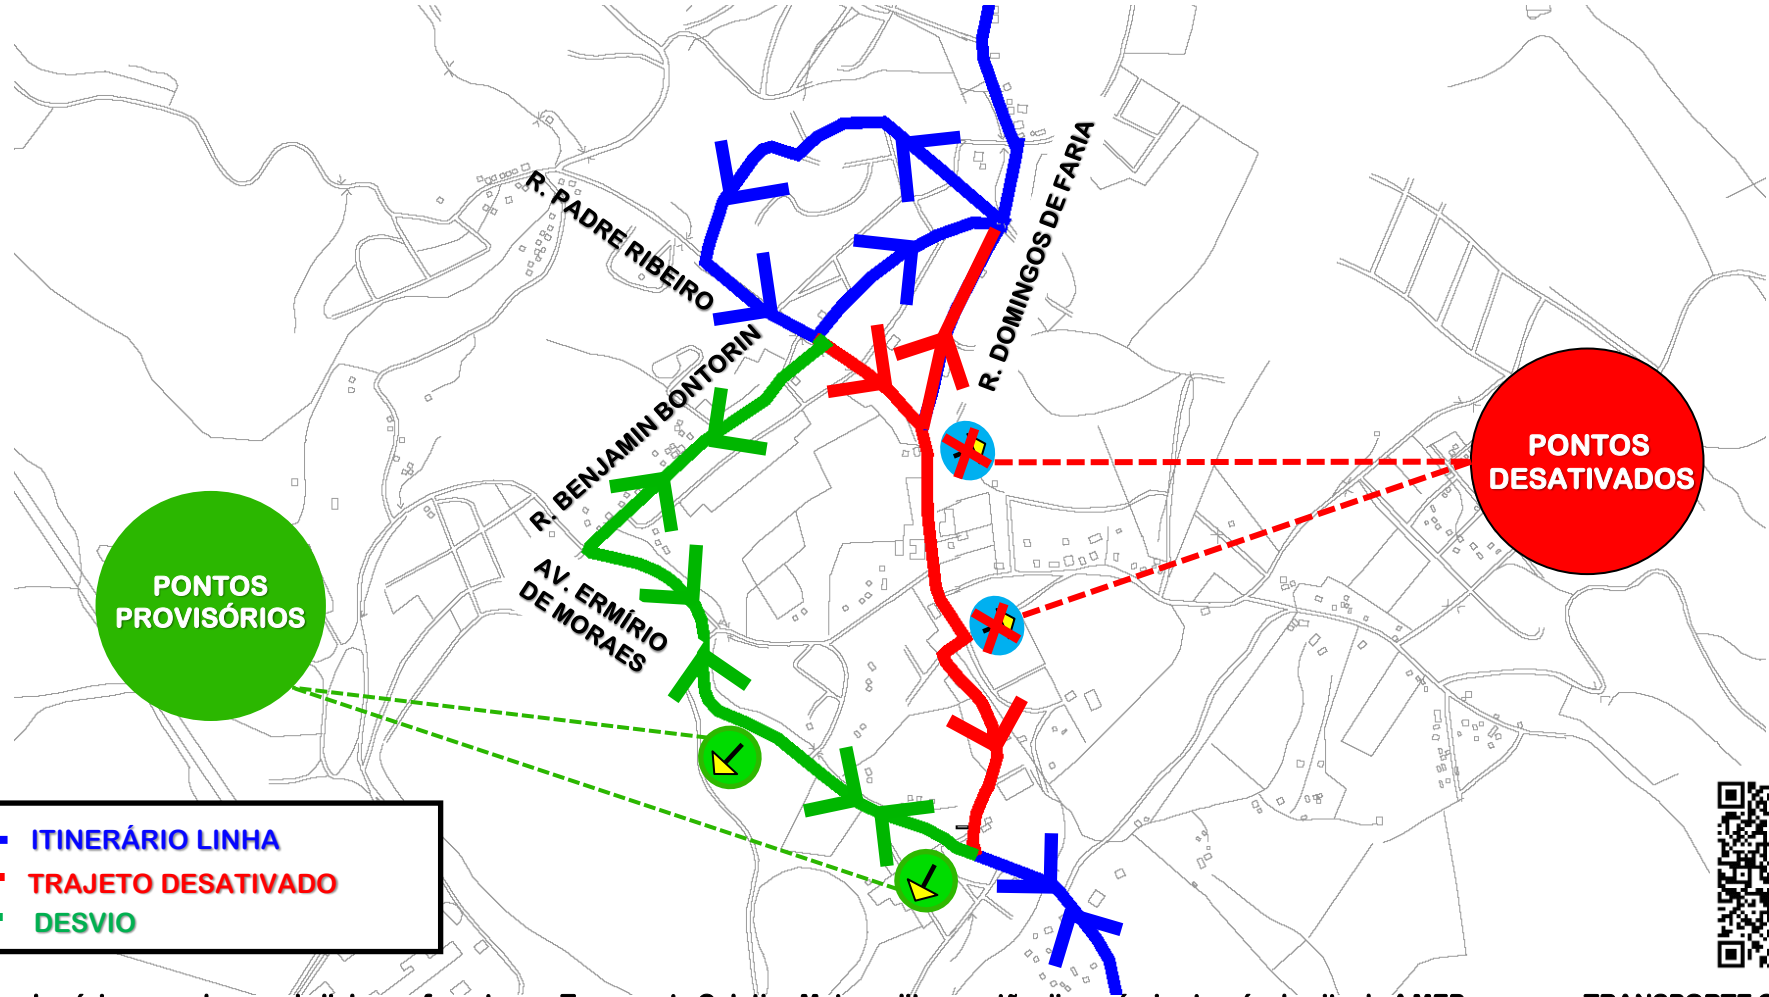 R. PADRE RIBEIRO
R. DOMINGOS DE FARIA
R. BENJAMIN BONTORIN
AV. ERMÍRIO
DE MORAES
PONTOS
DESATIVADOS
PONTOS
PROVISÓRIOS
ITINERÁRIO LINHA
TRAJETO DESATIVADO
DESVIO